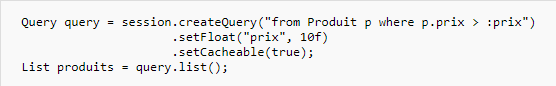 Query query = session.createQuery("from Produit p where p.prix > :prix")
.setFloat("prix", 10f)
.setCacheable(true);
List produits = query.list();